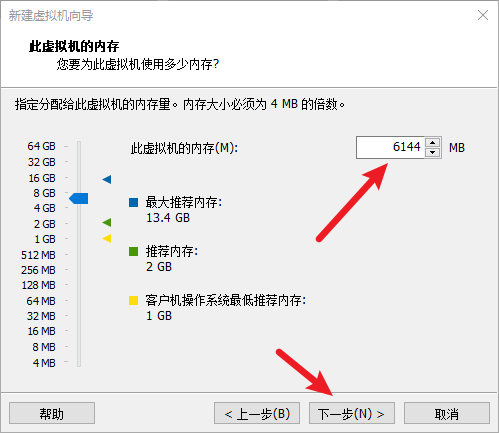 新建虚拟机向导
此虚拟机的内存
您要为此虚拟机使用多少内存?
指定分配给此虚拟机的内存量。内存大小必须为 4 MB 的倍数。
64 GB
32 GB
16 GB
8 GB
4 GB
2 GB
1 GB
512 MB
256 MB
128 MB
64 MB
32 MB
16 MB
8 MB
4 MB
此虚拟机的内存(M):
6144 MB
最大推荐内存:
13.4 GB
推荐内存:
2 GB
客户机操作系统最低推荐内存:
1 GB
帮助
< 上一步(B)
下一步(N) >
取消